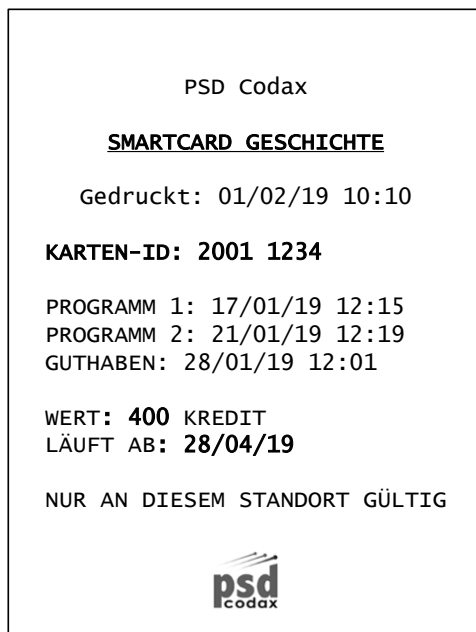 PSD Codax
SMARTCARD GESCHICHTE
Gedruckt: 01/02/19 10:10
KARTEN-ID: 2001 1234
PROGRAMM 1: 17/01/19 12:15
PROGRAMM 2: 21/01/19 12:19
GUTHABEN: 28/01/19 12:01
WERT: 400 KREDIT
LÄUFT AB: 28/04/19
NUR AN DIESEM STANDORT GÜLTIG
psd
codax